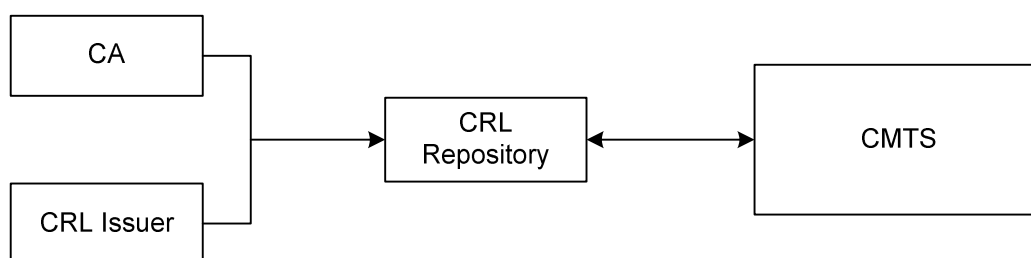 CA
CRL
Repository
CMTS
CRL Issuer